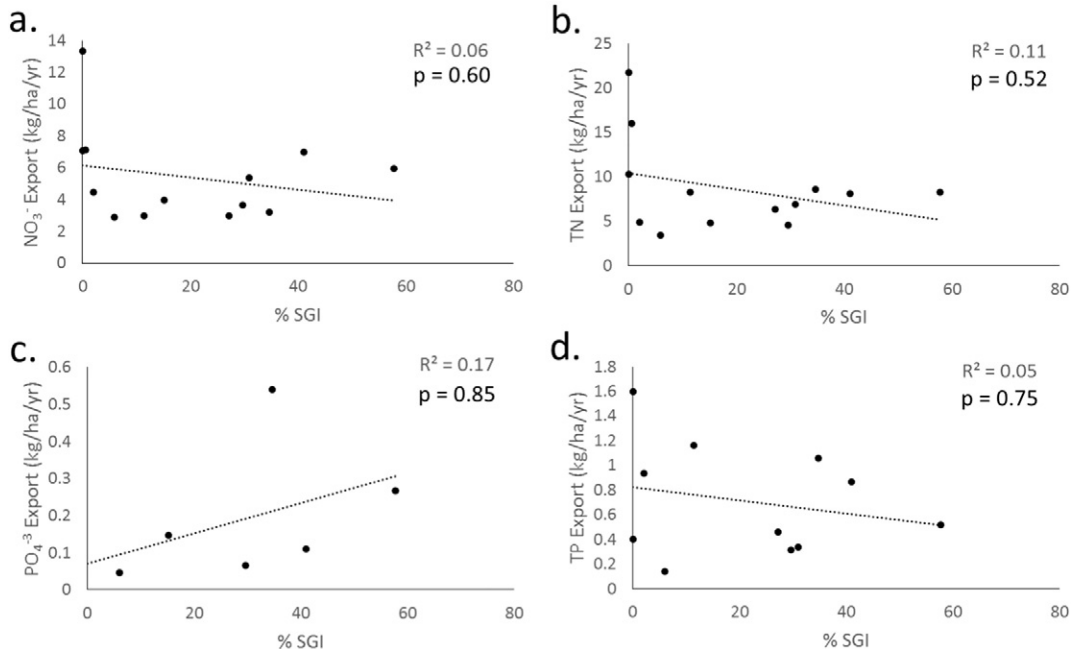 a.
R² = 0.06
p = 0.60
NO₃⁻ Export (kg/ha/yr)
14
12
10
8
6
4
2
0
0 20 40 60 80
% SGI
b.
R² = 0.11
p = 0.52
TN Export (kg/ha/yr)
25
20
15
10
5
0
0 20 40 60 80
% SGI
c.
R² = 0.17
p = 0.85
PO₄⁻³ Export (kg/ha/yr)
0.6
0.5
0.4
0.3
0.2
0.1
0
0 20 40 60 80
% SGI
d.
R² = 0.05
p = 0.75
TP Export (kg/ha/yr)
1.8
1.6
1.4
1.2
1
0.8
0.6
0.4
0.2
0
0 20 40 60 80
% SGI